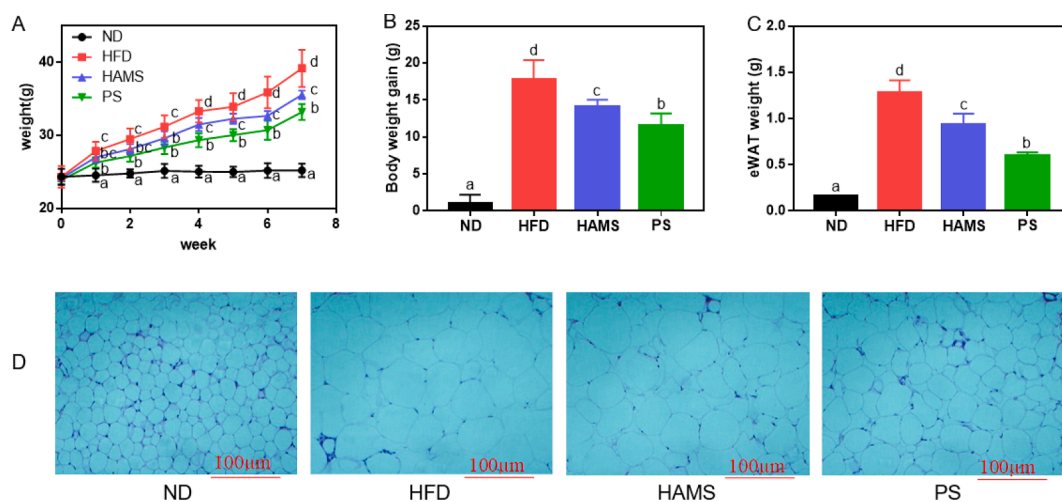 A
ND
HFD
HAMS
PS
weight(g)
40
30
20
0 2 4 6 8
week
d
c
b
d
d
d
c
c
c
c
c
c
b
b
b
b
bc
bc
bc
b
b
a a a a a a a
B
Body weight gain (g)
25
20
15
10
5
0
a
d
c
b
ND HFD HAMS PS
C
eWAT weight (g)
2.0
1.5
1.0
0.5
0.0
a
d
c
b
ND HFD HAMS PS
D
100μm 100μm 100μm 100μm
ND HFD HAMS PS